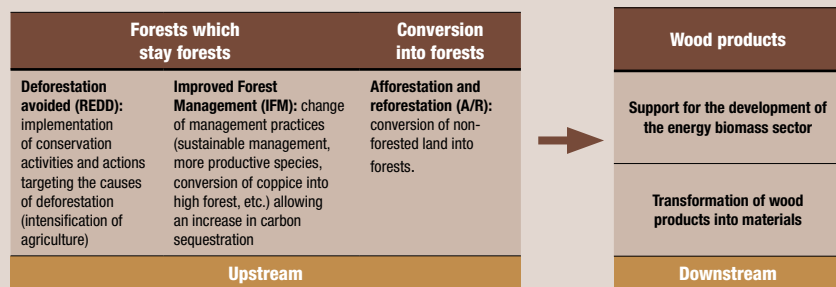 Forests which
stay forests
Conversion
into forests
Deforestation
avoided (REDD):
implementation
of conservation
activities and actions
targeting the causes
of deforestation
(intensification of
agriculture)
Improved Forest
Management (IFM): change
of management practices
(sustainable management,
more productive species,
conversion of coppice into
high forest, etc.) allowing
an increase in carbon
sequestration
Afforestation and
reforestation (A/R):
conversion of non-
forested land into
forests.
Upstream
Wood products
Support for the development of
the energy biomass sector
Transformation of wood
products into materials
Downstream